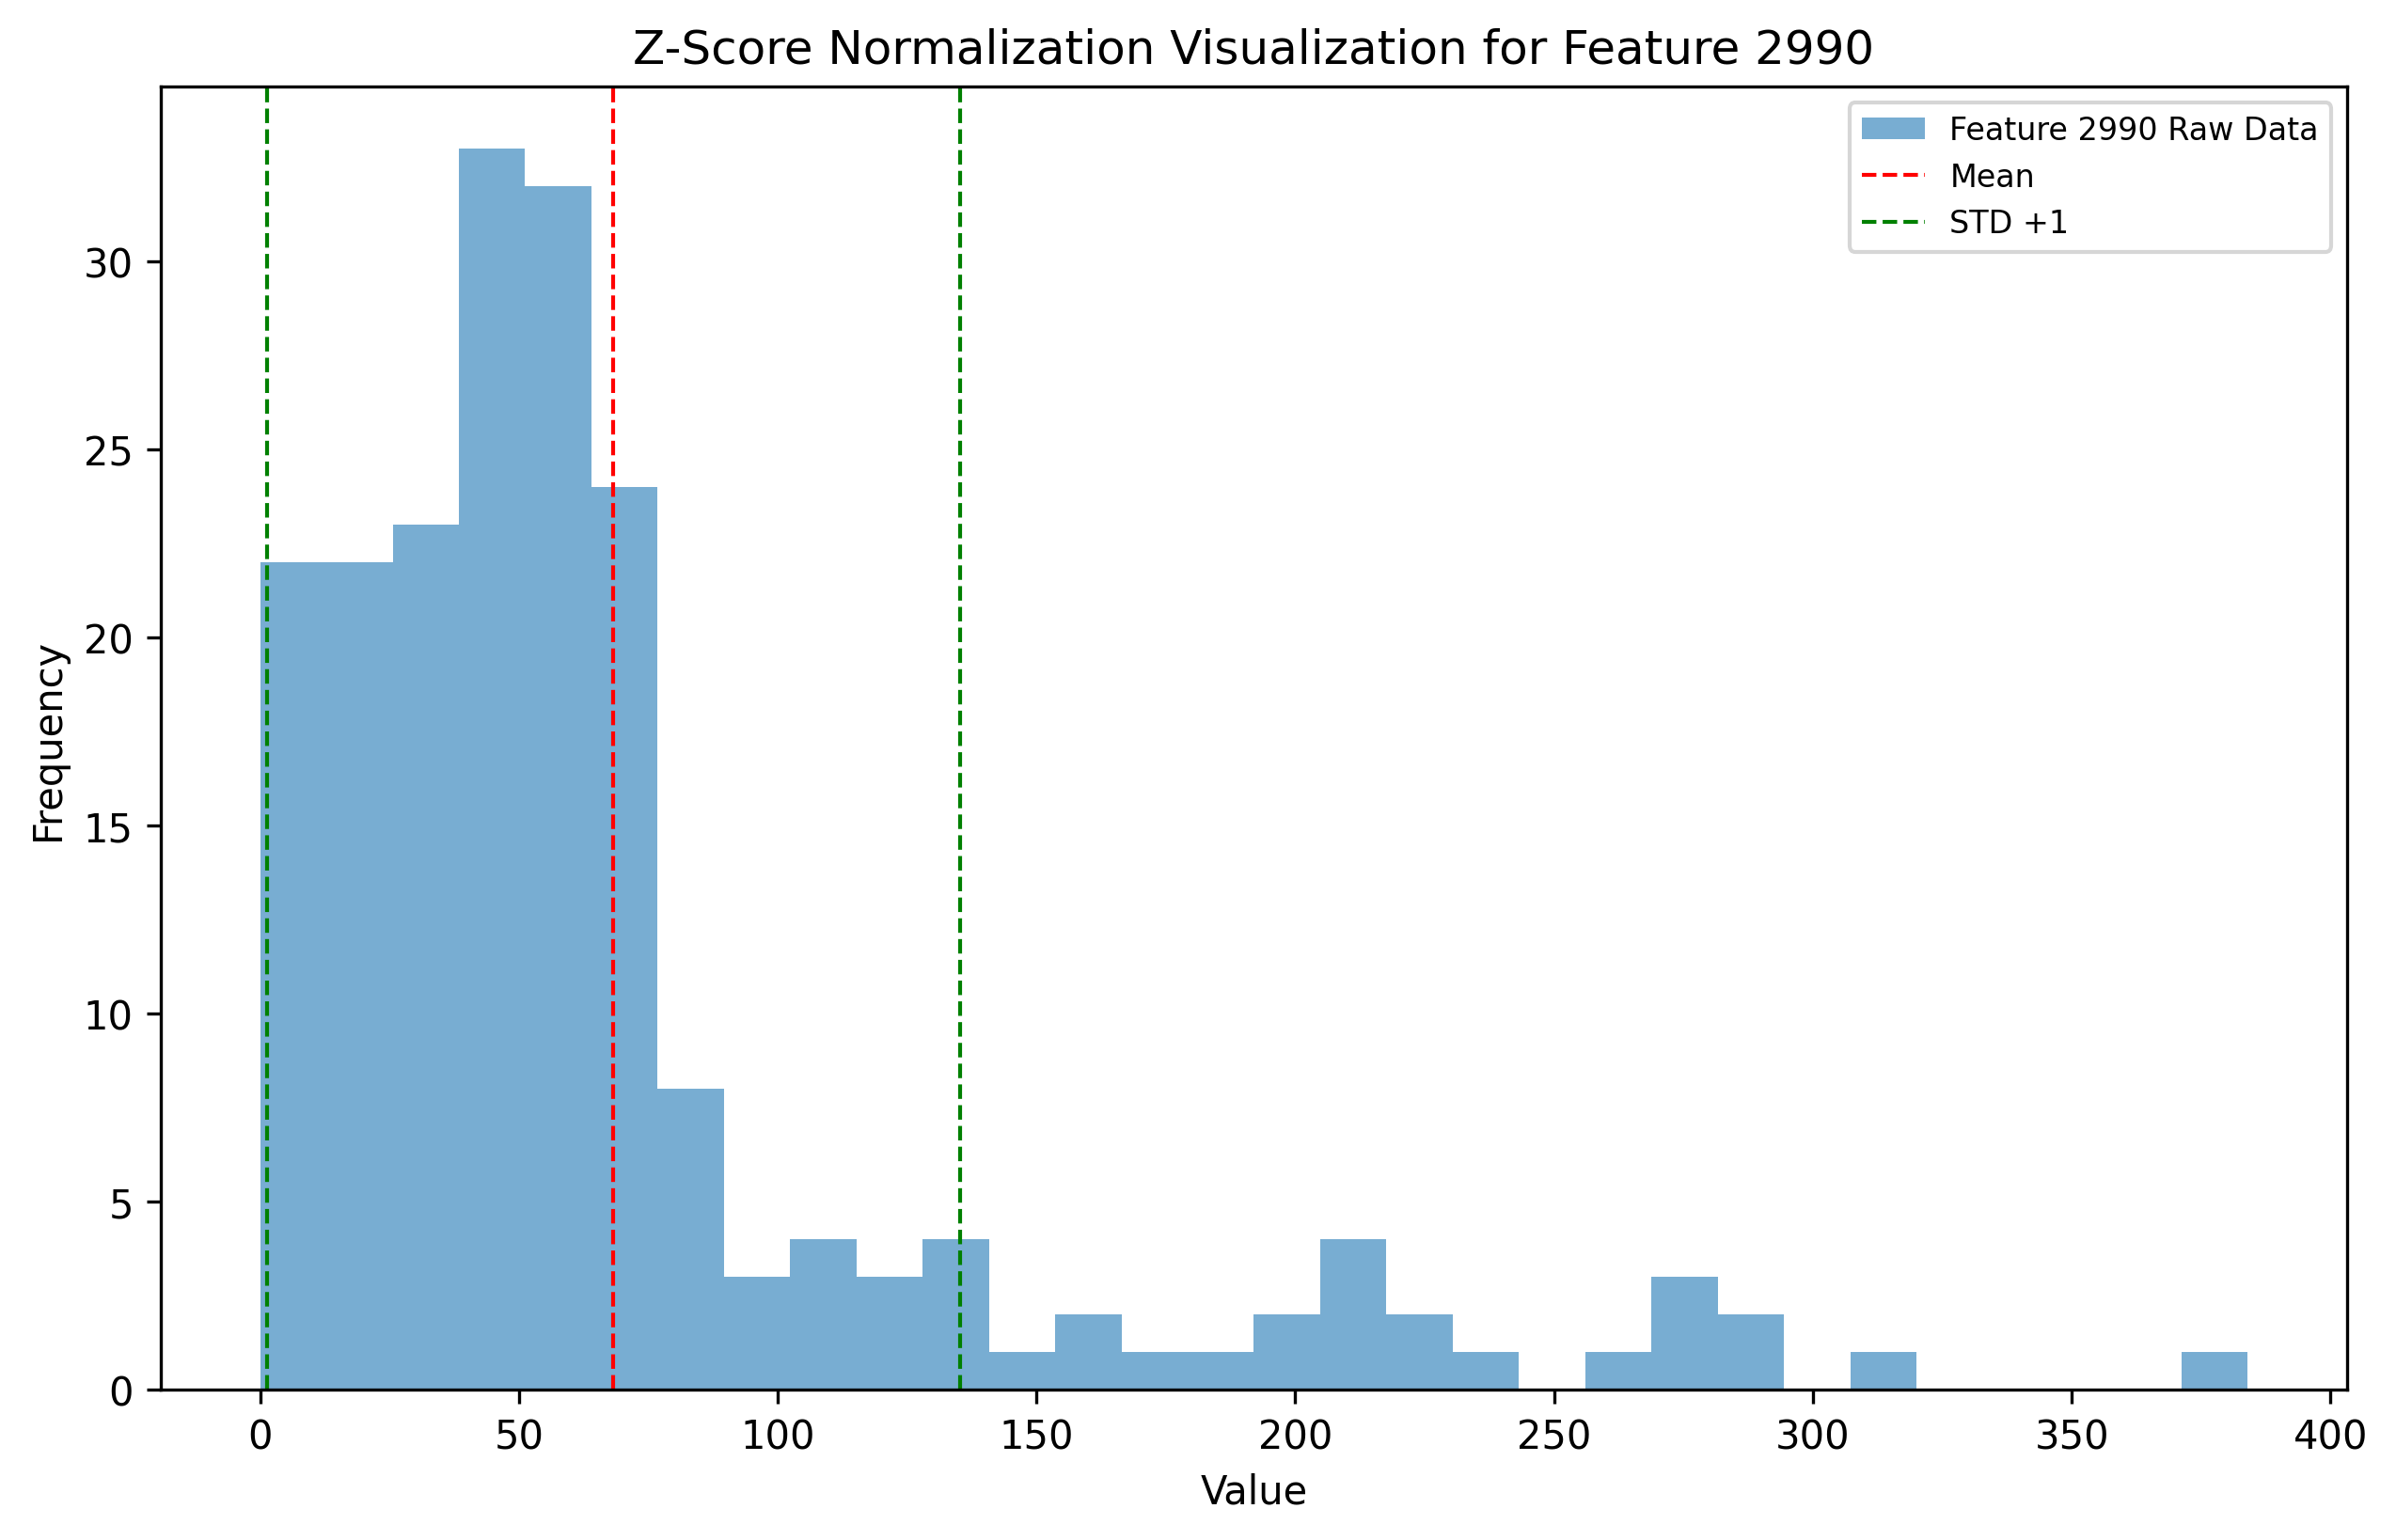 Z-Score Normalization Visualization for Feature 2990
Feature 2990 Raw Data
Mean
STD +1
Frequency
30
25
20
15
10
5
0
0 50 100 150 200 250 300 350 400
Value